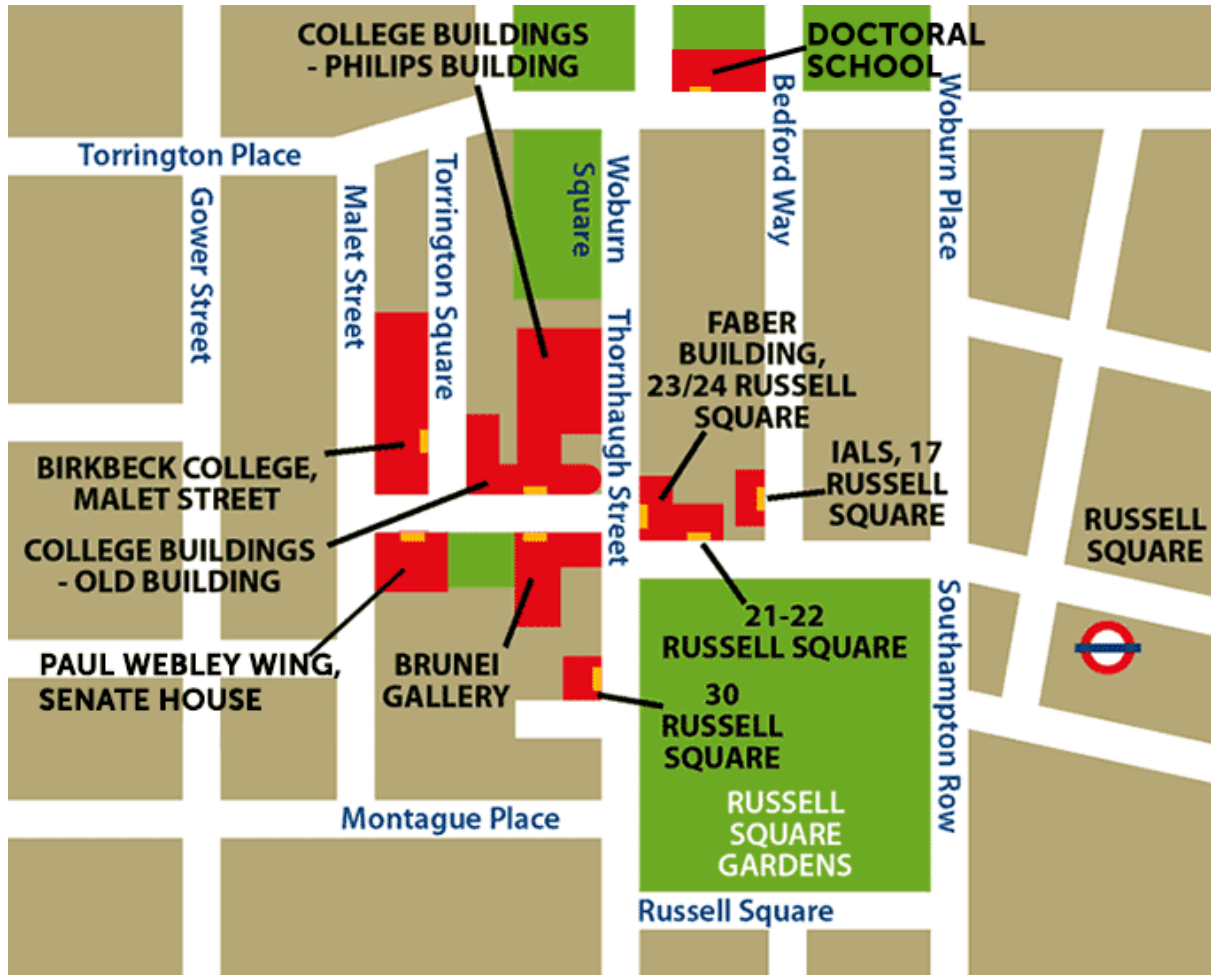 COLLEGE BUILDINGS
- PHILIPS BUILDING
DOCTORAL
SCHOOL
Torrington Place
Gower Street
Malet Street
Torrington Square
Woburn
Square
Bedford Way
Woburn Place
Thornhaugh Street
FABER
BUILDING,
23/24 RUSSELL
SQUARE
BIRKBECK COLLEGE,
MALET STREET
IALS, 17
RUSSELL
SQUARE
RUSSELL
SQUARE
COLLEGE BUILDINGS
- OLD BUILDING
21-22
RUSSELL SQUARE
Southampton Row
PAUL WEBLEY WING,
SENATE HOUSE
BRUNEI
GALLERY
30
RUSSELL
SQUARE
Montague Place
RUSSELL
SQUARE
GARDENS
Russell Square